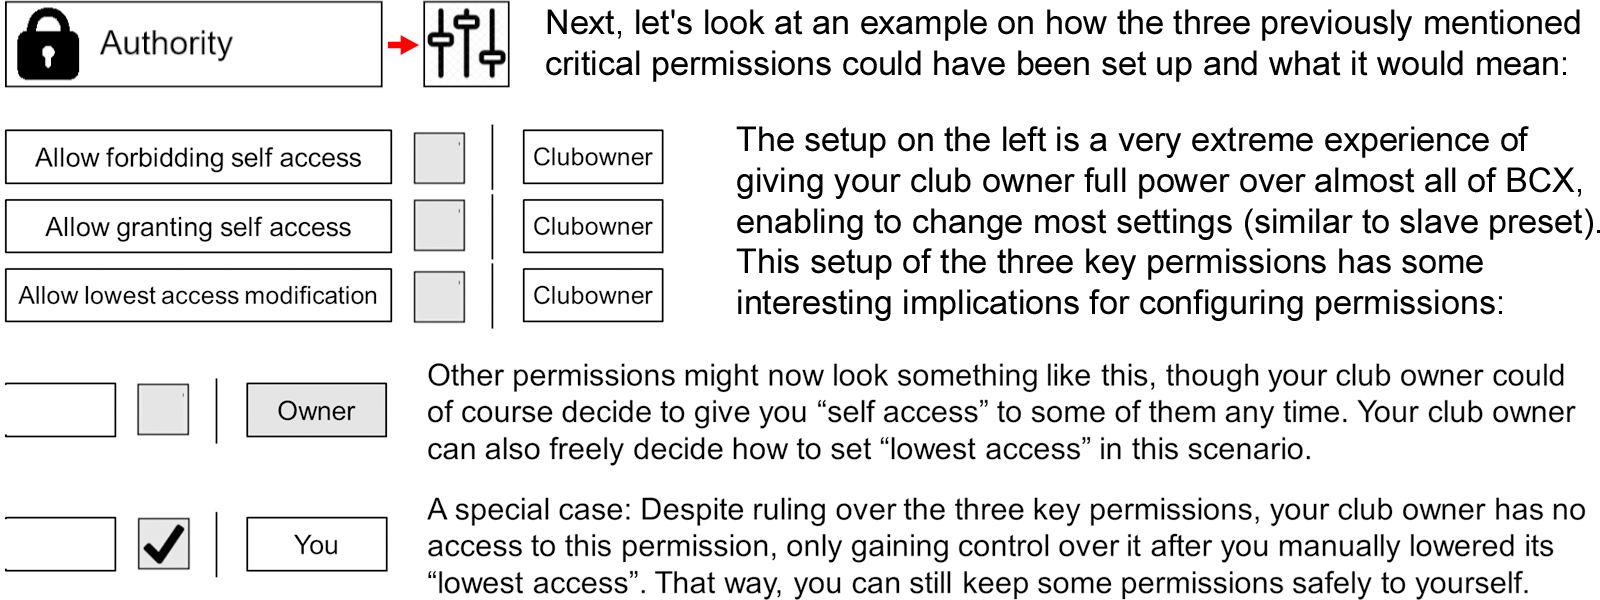 Authority
Next, let's look at an example on how the three previously mentioned
critical permissions could have been set up and what it would mean:
Allow forbidding self access
Clubowner
Allow granting self access
Clubowner
Allow lowest access modification
Clubowner
The setup on the left is a very extreme experience of
giving your club owner full power over almost all of BCX,
enabling to change most settings (similar to slave preset).
This setup of the three key permissions has some
interesting implications for configuring permissions:
Owner
Other permissions might now look something like this, though your club owner could
of course decide to give you “self access” to some of them any time. Your club owner
can also freely decide how to set “lowest access” in this scenario.
You
A special case: Despite ruling over the three key permissions, your club owner has no
access to this permission, only gaining control over it after you manually lowered its
“lowest access”. That way, you can still keep some permissions safely to yourself.